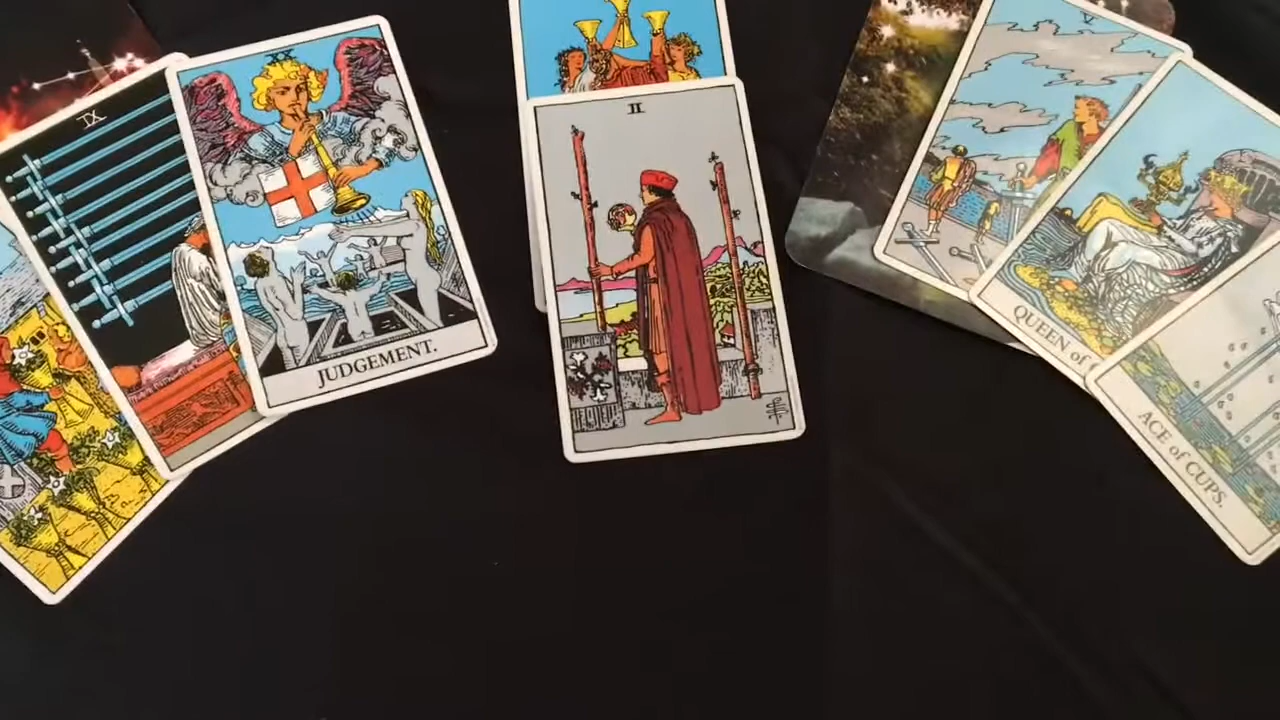 IX
XX
JUDGEMENT.
II
V
QUEEN of
ACE of CUPS.